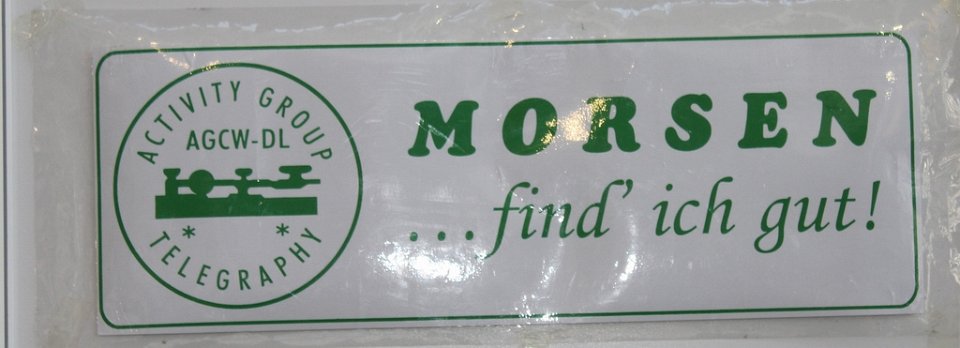 ACTIVITY GROUP
AGCW-DL
* *
TELEGRAPHY
MORSEN
...find' ich gut!